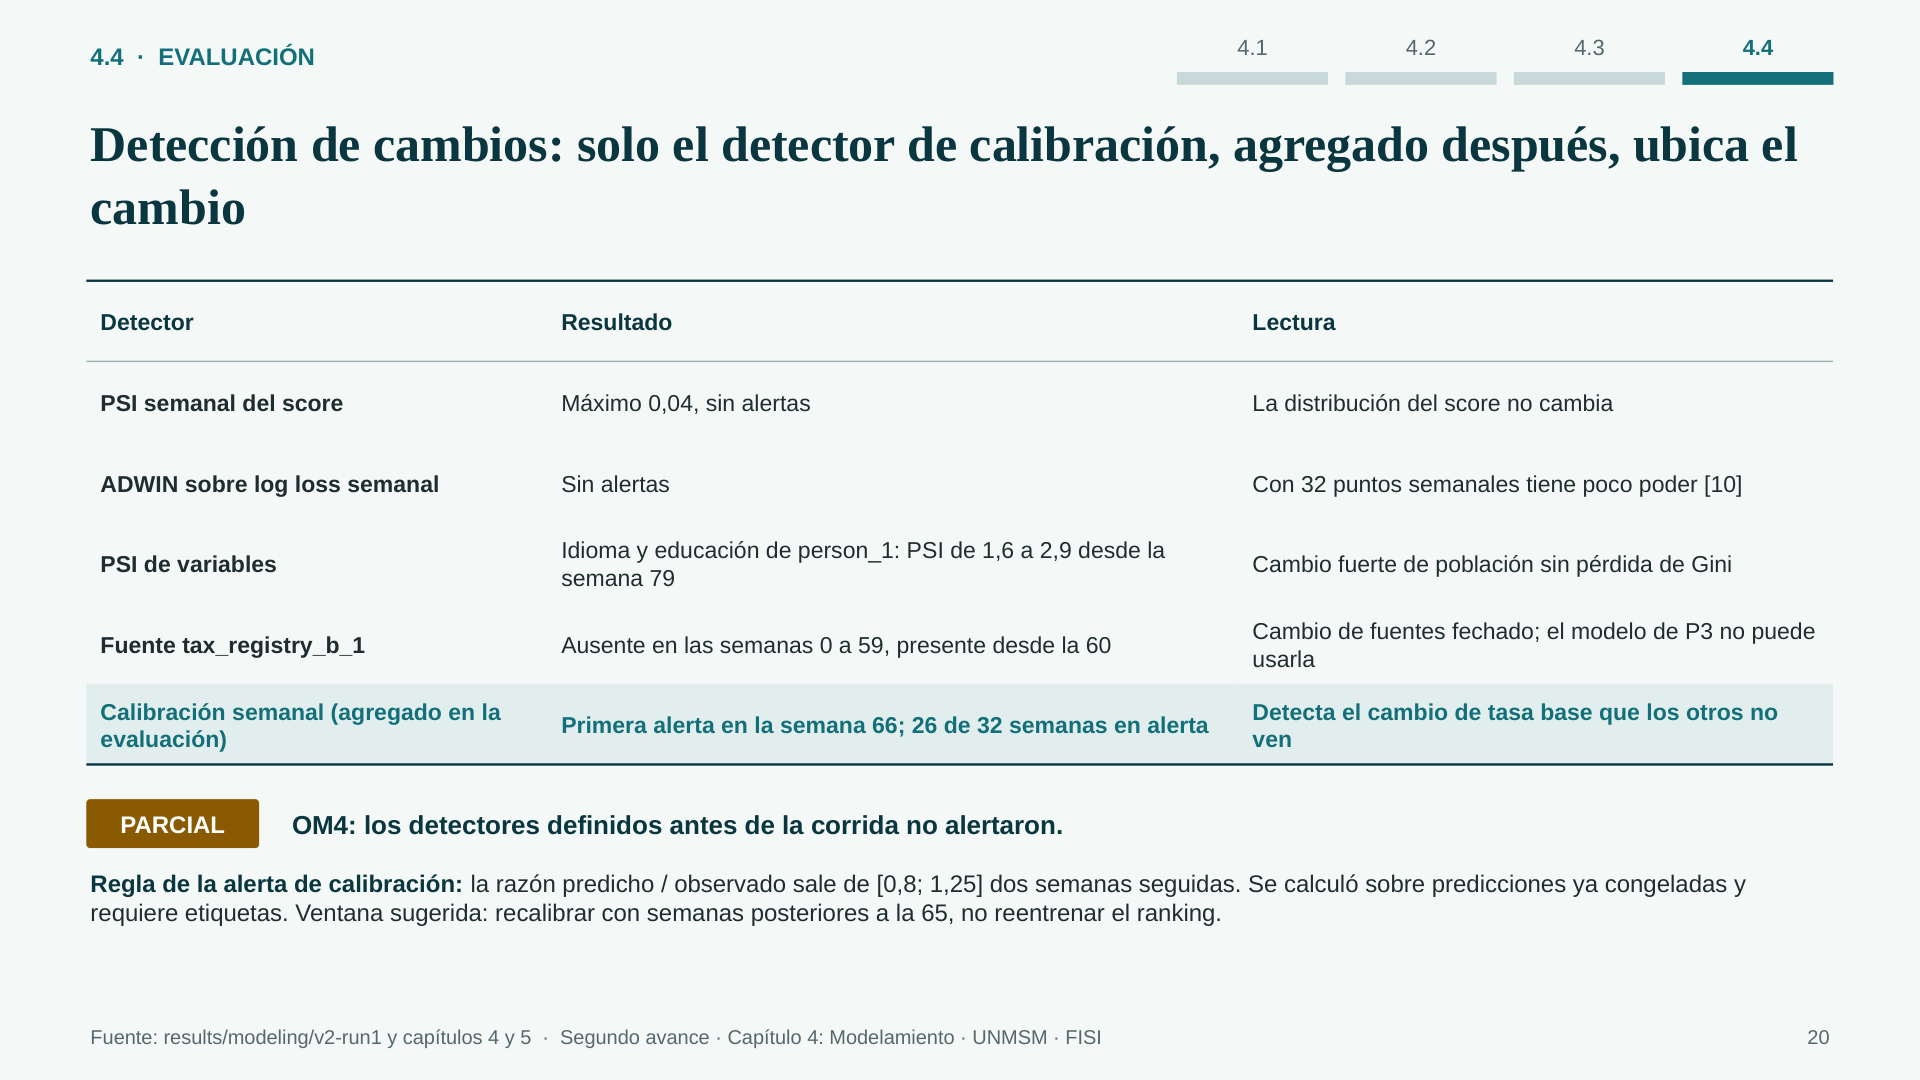 4.4 · EVALUACIÓN
4.1 4.2 4.3 4.4
Detección de cambios: solo el detector de calibración, agregado después, ubica el
cambio
Detector Resultado Lectura
PSI semanal del score Máximo 0,04, sin alertas La distribución del score no cambia
ADWIN sobre log loss semanal Sin alertas Con 32 puntos semanales tiene poco poder [10]
PSI de variables
Idioma y educación de person_1: PSI de 1,6 a 2,9 desde la
semana 79
Cambio fuerte de población sin pérdida de Gini
Fuente tax_registry_b_1 Ausente en las semanas 0 a 59, presente desde la 60
Cambio de fuentes fechado; el modelo de P3 no puede
usarla
Calibración semanal (agregado en la
evaluación)
Primera alerta en la semana 66; 26 de 32 semanas en alerta
Detecta el cambio de tasa base que los otros no
ven
PARCIAL OM4: los detectores definidos antes de la corrida no alertaron.
Regla de la alerta de calibración: la razón predicho / observado sale de [0,8; 1,25] dos semanas seguidas. Se calculó sobre predicciones ya congeladas y
requiere etiquetas. Ventana sugerida: recalibrar con semanas posteriores a la 65, no reentrenar el ranking.
Fuente: results/modeling/v2-run1 y capítulos 4 y 5 · Segundo avance · Capítulo 4: Modelamiento · UNMSM · FISI 20